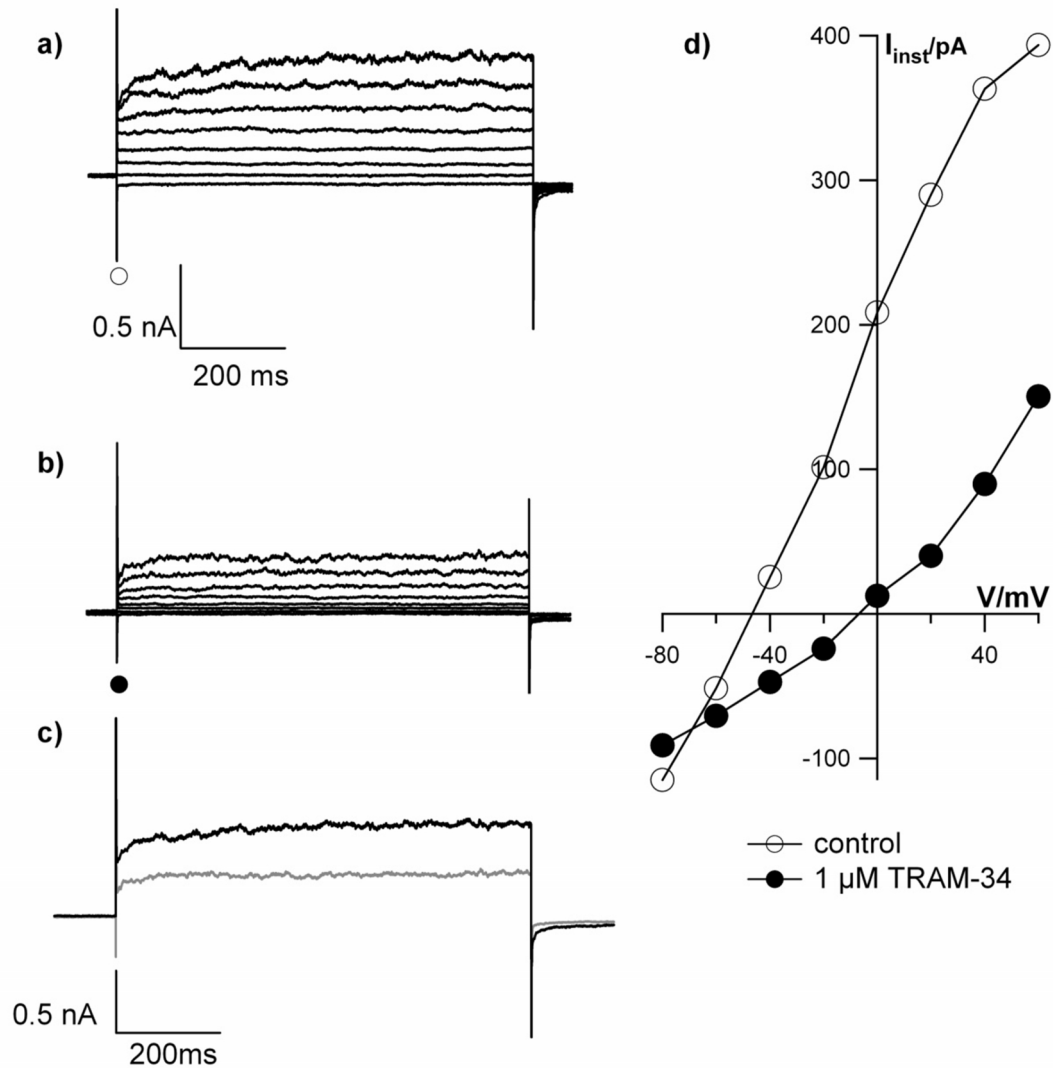 a)
0.5 nA
200 ms
b)
c)
0.5 nA
200ms
d)
I_inst/pA
400
300
200
100
-100
V/mV
-80
-40
40
control
1 µM TRAM-34